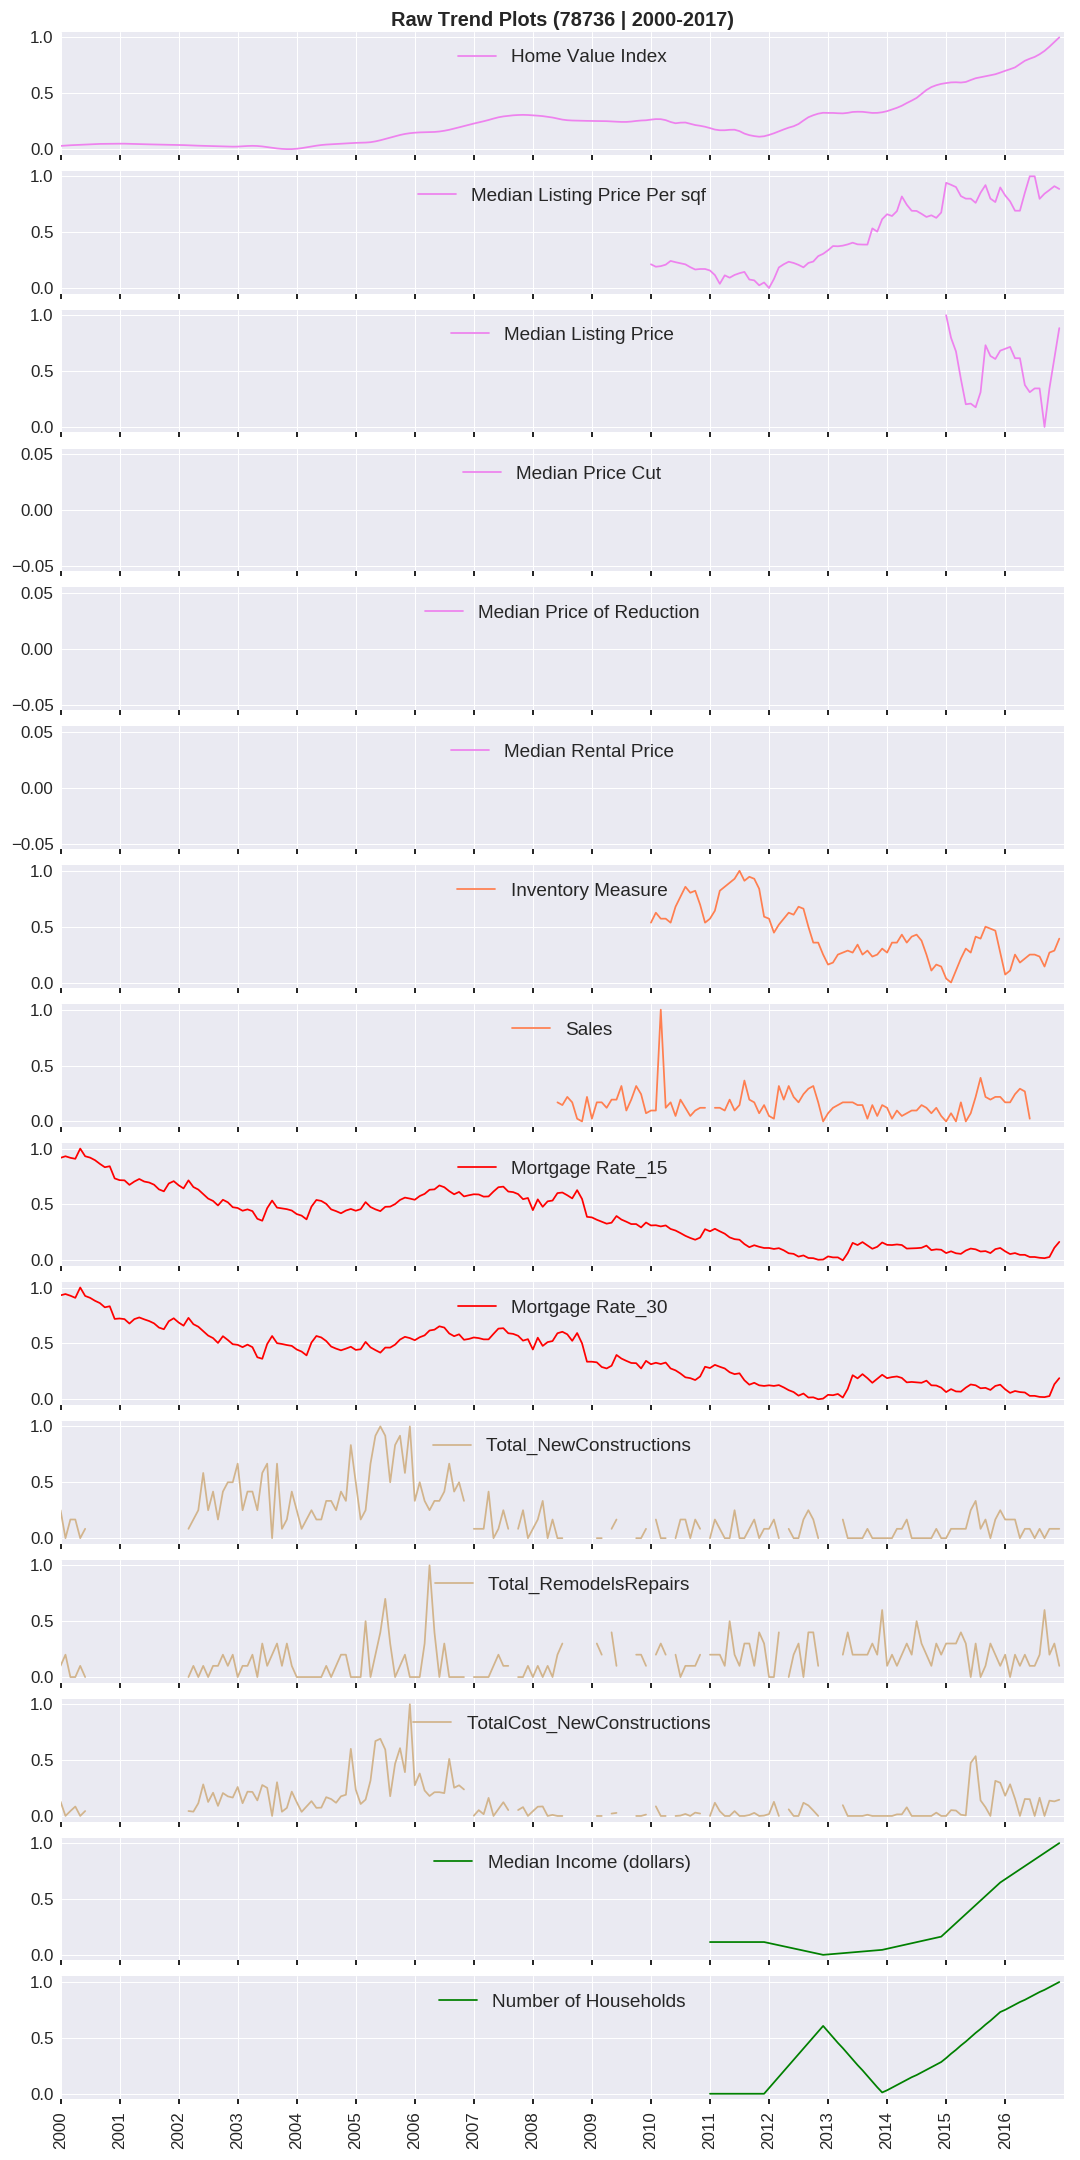 Raw Trend Plots (78736 | 2000-2017)
1.0
Home Value Index
0.5
0.0
1.0
Median Listing Price Per sqf
0.5
0.0
1.0
Median Listing Price
0.5
0.0
0.05
Median Price Cut
0.00
−0.05
0.05
Median Price of Reduction
0.00
−0.05
0.05
Median Rental Price
0.00
−0.05
1.0
Inventory Measure
0.5
0.0
1.0
Sales
0.5
0.0
1.0
Mortgage Rate_15
0.5
0.0
1.0
Mortgage Rate_30
0.5
0.0
1.0
Total_NewConstructions
0.5
0.0
1.0
Total_RemodelsRepairs
0.5
0.0
1.0
TotalCost_NewConstructions
0.5
0.0
1.0
Median Income (dollars)
0.5
0.0
1.0
Number of Households
0.5
0.0
2000 2001 2002 2003 2004 2005 2006 2007 2008 2009 2010 2011 2012 2013 2014 2015 2016